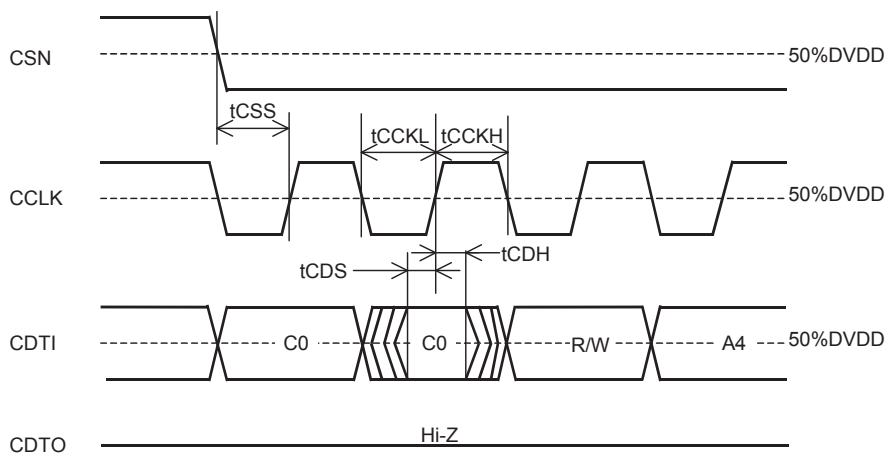 CSN
50%DVDD
tCSS
tCCKL
tCCKH
CCLK
50%DVDD
tCDS
tCDH
CDTI
C0
C0
R/W
A4
50%DVDD
CDTO
Hi-Z